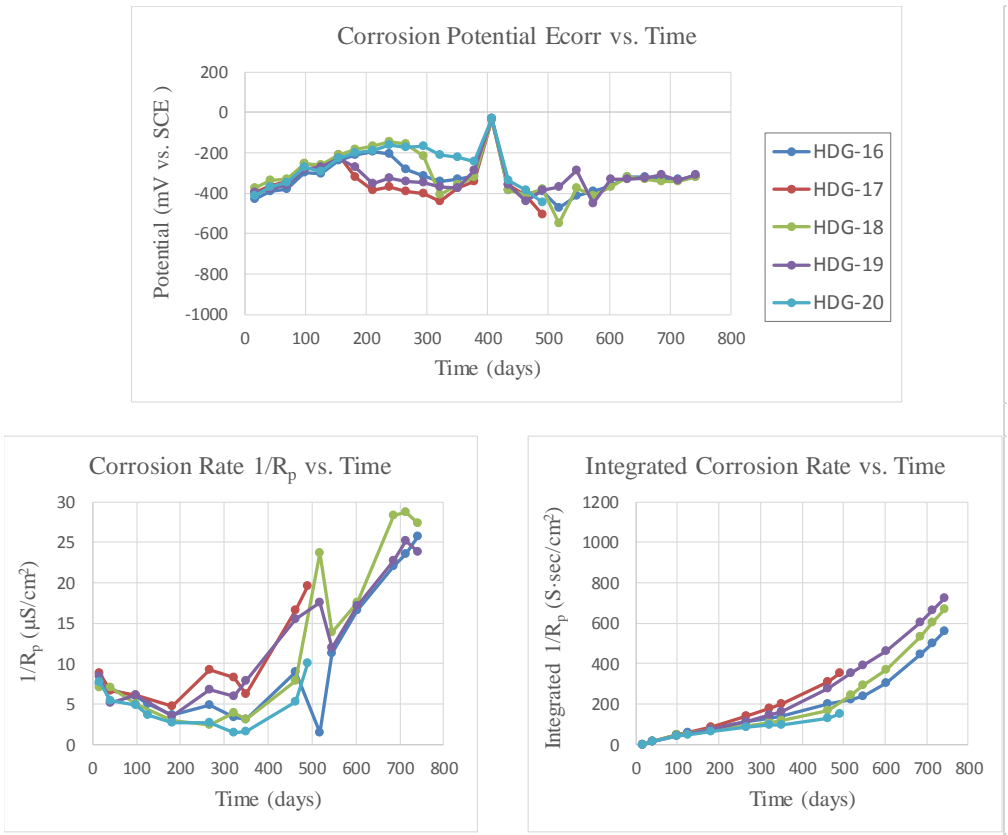 Corrosion Potential Ecorr vs. Time
Potential (mV vs. SCE )
200
0
-200
-400
-600
-800
-1000
0 100 200 300 400 500 600 700 800
Time (days)
HDG-16
HDG-17
HDG-18
HDG-19
HDG-20
Corrosion Rate 1/Rₚ vs. Time
1/Rₚ (µS/cm²)
30
25
20
15
10
5
0
0 100 200 300 400 500 600 700 800
Time (days)
Integrated Corrosion Rate vs. Time
Integrated 1/Rₚ (S·sec/cm²)
1200
1000
800
600
400
200
0
0 100 200 300 400 500 600 700 800
Time (days)